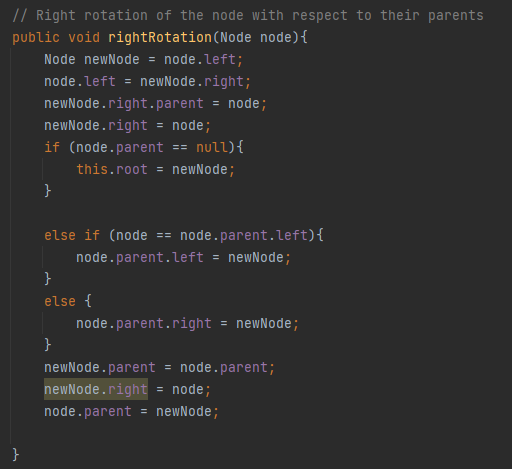 // Right rotation of the node with respect to their parents
public void rightRotation(Node node){
    Node newNode = node.left;
    node.left = newNode.right;
    newNode.right.parent = node;
    newNode.right = node;
    if (node.parent == null){
        this.root = newNode;
    }
    else if (node == node.parent.left){
        node.parent.left = newNode;
    }
    else {
        node.parent.right = newNode;
    }
    newNode.parent = node.parent;
    newNode.right = node;
    node.parent = newNode;
}